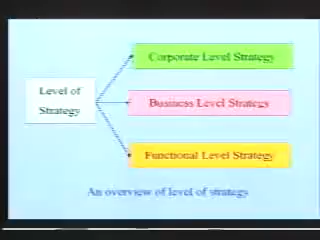 Corporate Level Strategy
Level of
Strategy
Business Level Strategy
Functional Level Strategy
An overview of level of strategy